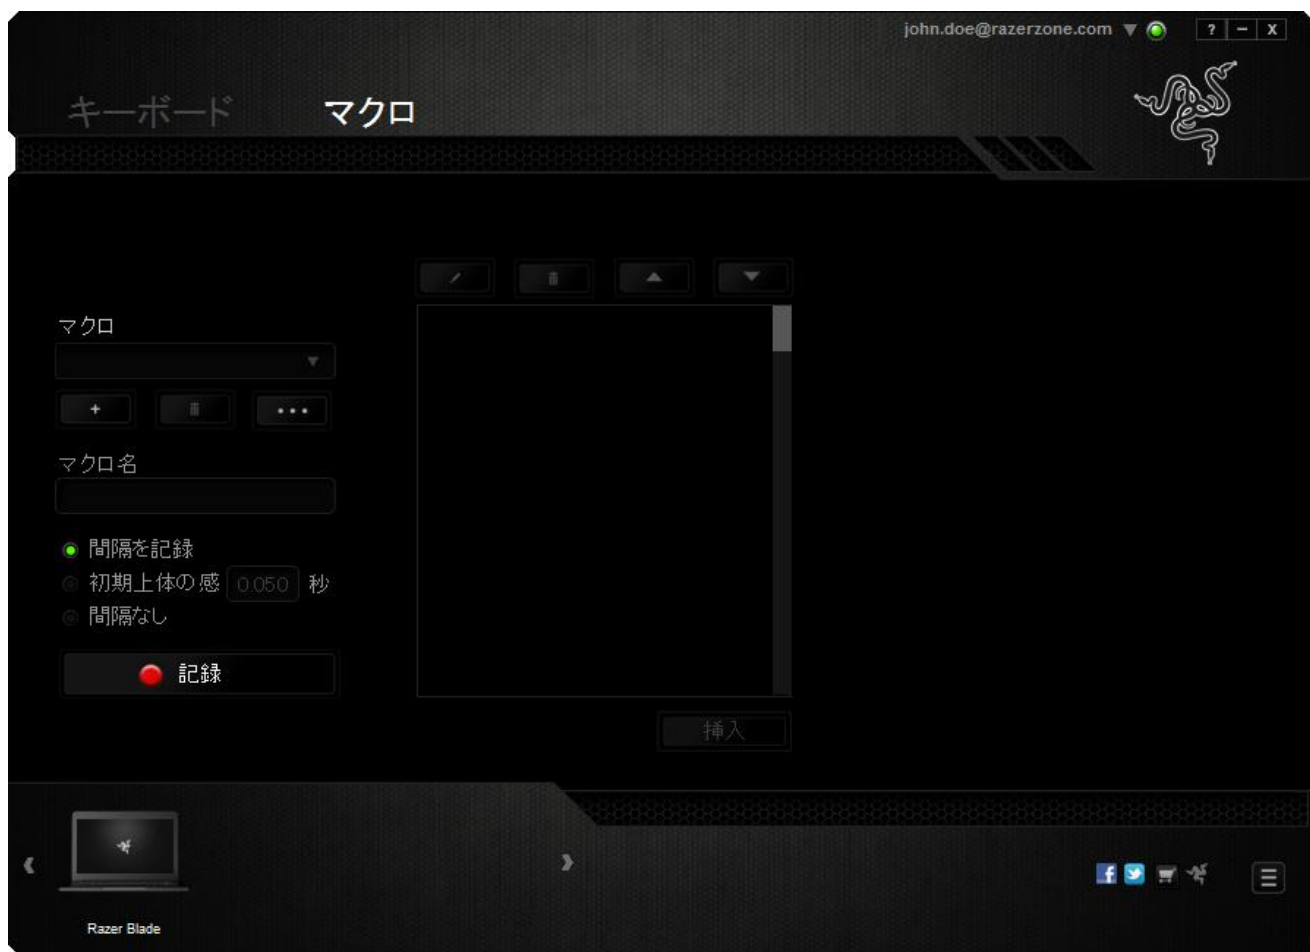 john.doe@razerzone.com
? − X
キーボード マクロ
マクロ
+ •••
マクロ名
間隔を記録
初期上体の感 0.050 秒
間隔なし
記録
挿入
Razer Blade